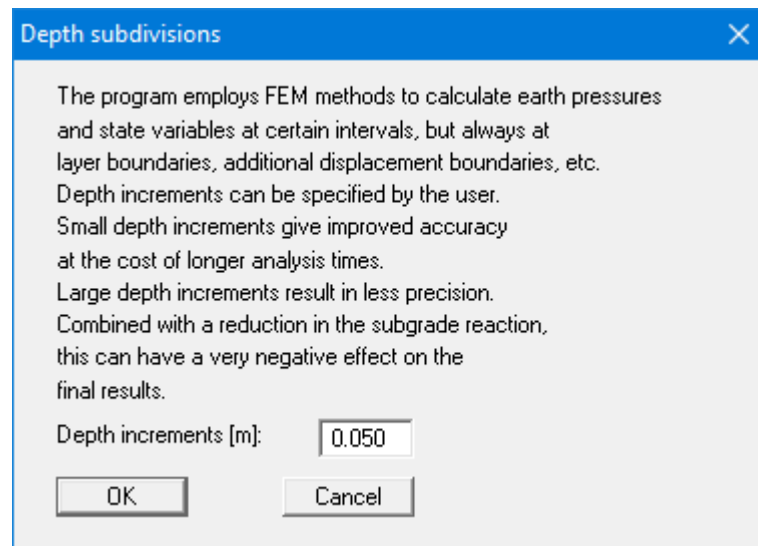 Depth subdivisions
The program employs FEM methods to calculate earth pressures
and state variables at certain intervals, but always at
layer boundaries, additional displacement boundaries, etc.
Depth increments can be specified by the user.
Small depth increments give improved accuracy
at the cost of longer analysis times.
Large depth increments result in less precision.
Combined with a reduction in the subgrade reaction,
this can have a very negative effect on the
final results.
Depth increments [m]: 0.050
OK Cancel